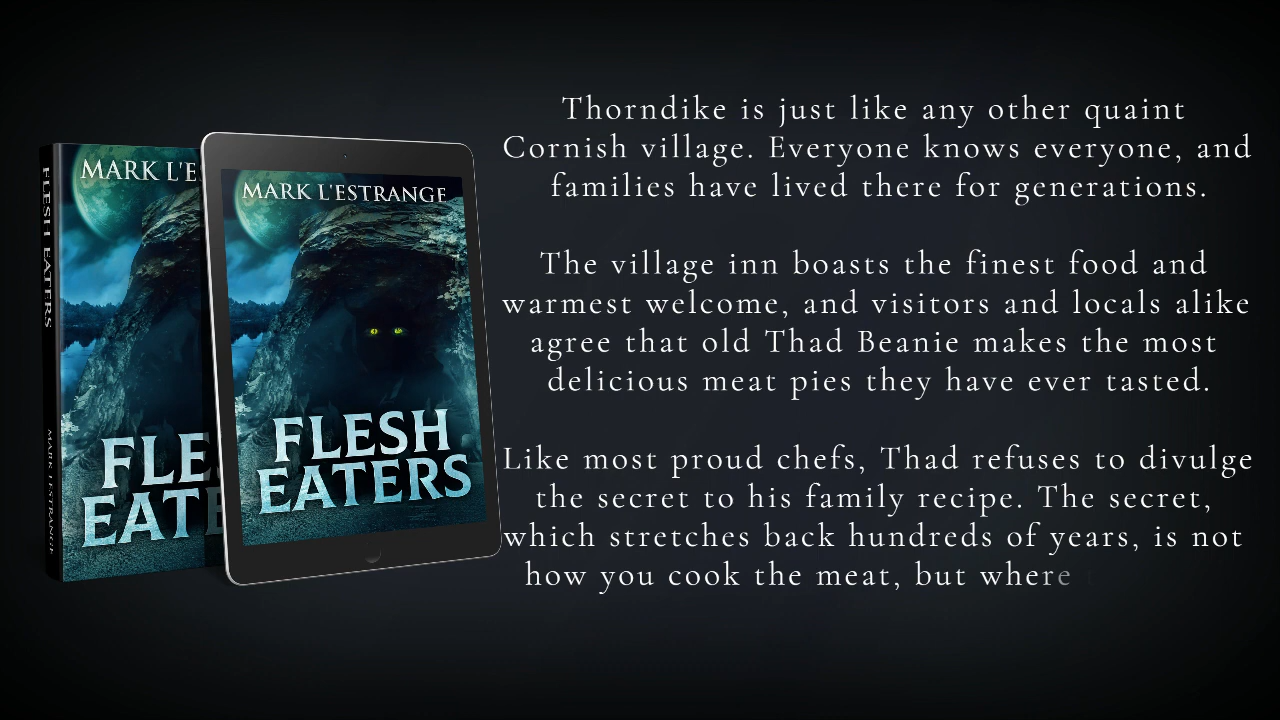 FLESH EATERS
MARK L'ESTRANGE
MARK L'ES
FLE
EATE
MARK L'ESTRANGE
FLESH
EATERS
Thorndike is just like any other quaint
Cornish village. Everyone knows everyone, and
families have lived there for generations.
The village inn boasts the finest food and
warmest welcome, and visitors and locals alike
agree that old Thad Beanie makes the most
delicious meat pies they have ever tasted.
Like most proud chefs, Thad refuses to divulge
the secret to his family recipe. The secret,
which stretches back hundreds of years, is not
how you cook the meat, but where